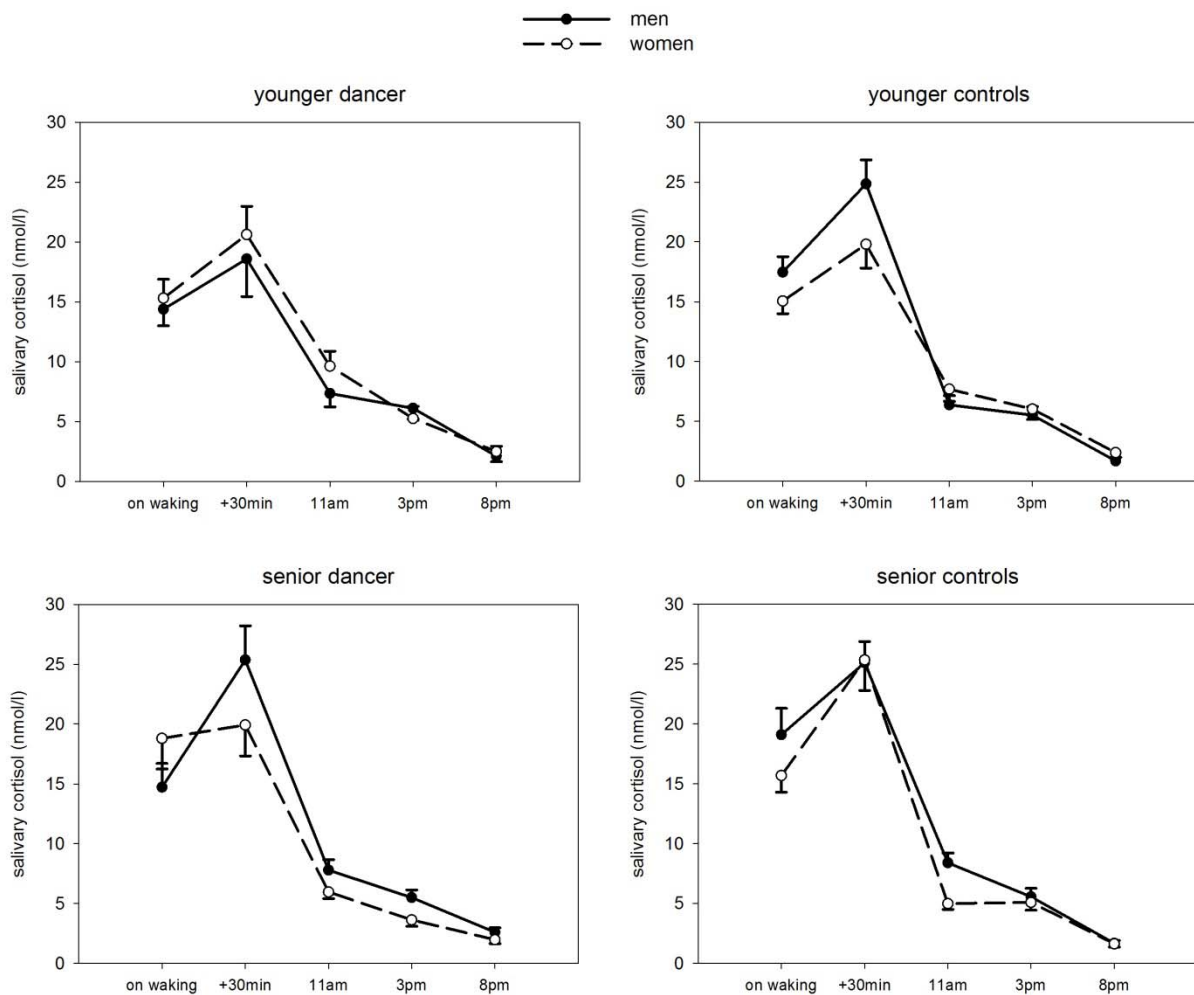 men
women
younger dancer
younger controls
30
25
20
15
10
5
0
salivary cortisol (nmol/l)
on waking +30min 11am 3pm 8pm
30
25
20
15
10
5
0
salivary cortisol (nmol/l)
on waking +30min 11am 3pm 8pm
senior dancer
senior controls
30
25
20
15
10
5
0
salivary cortisol (nmol/l)
on waking +30min 11am 3pm 8pm
30
25
20
15
10
5
0
salivary cortisol (nmol/l)
on waking +30min 11am 3pm 8pm